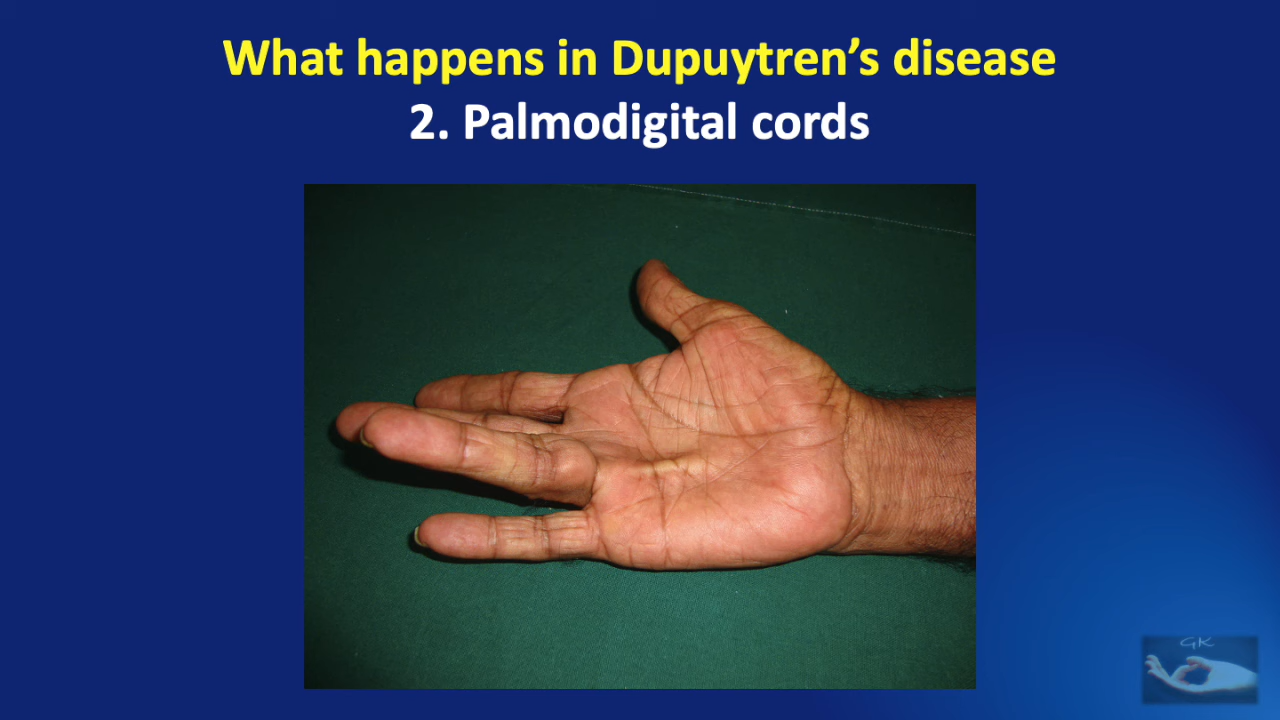 What happens in Dupuytren’s disease
2. Palmodigital cords
GK